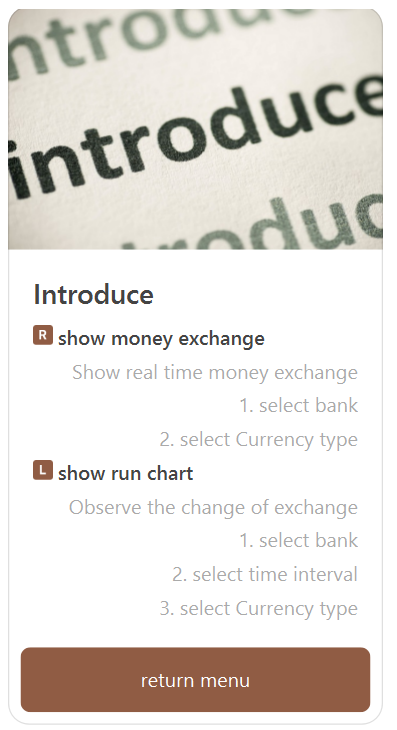 introduce
introduce
introduc
Introduce
R show money exchange
Show real time money exchange
1. select bank
2. select Currency type
L show run chart
Observe the change of exchange
1. select bank
2. select time interval
3. select Currency type
return menu